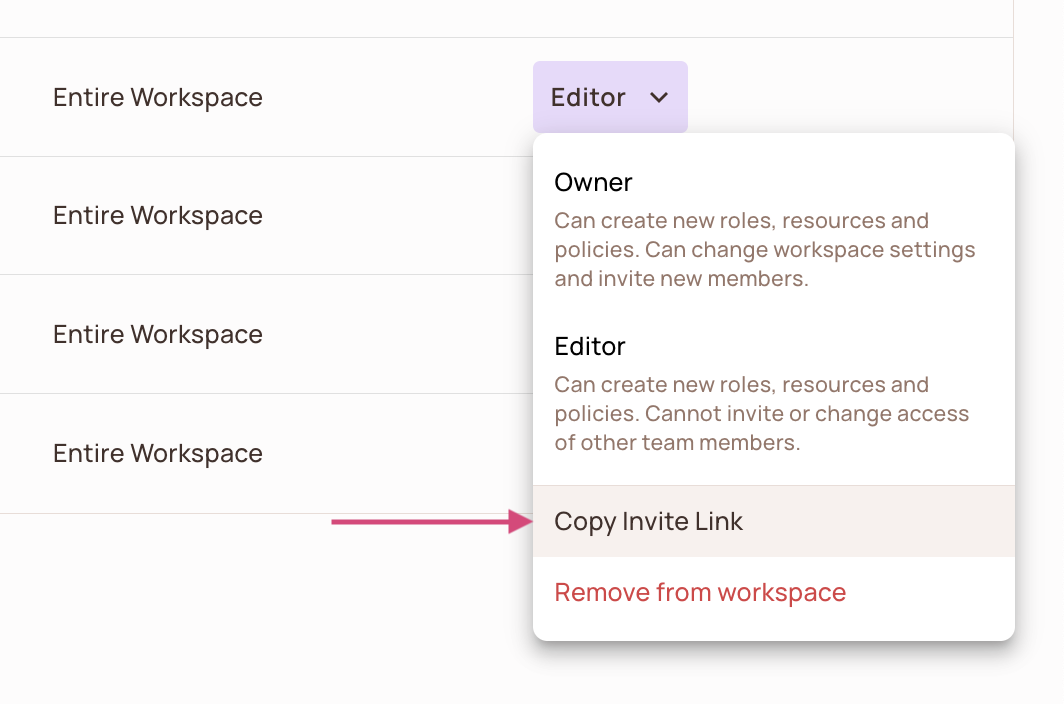 Entire Workspace
Editor
Entire Workspace
Entire Workspace
Entire Workspace
Owner
Can create new roles, resources and
policies. Can change workspace settings
and invite new members.
Editor
Can create new roles, resources and
policies. Cannot invite or change access
of other team members.
Copy Invite Link
Remove from workspace